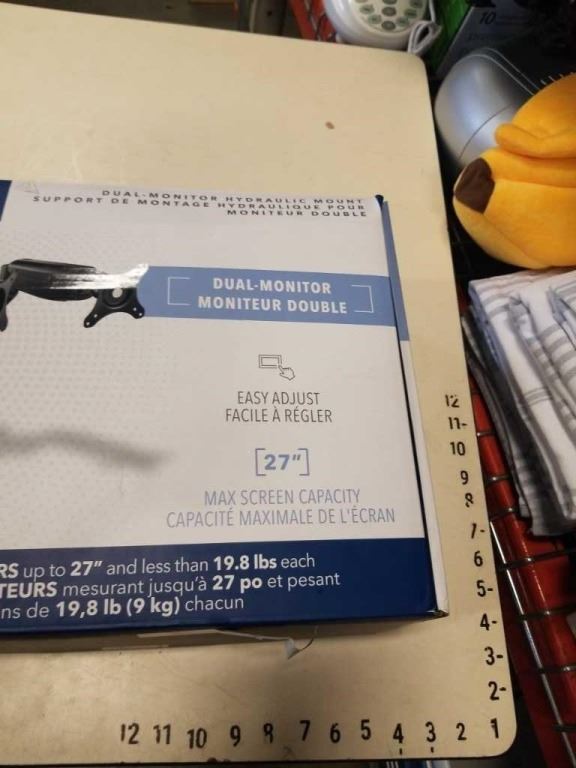 10
DUAL-MONITOR HYDRAULIC MOUNT
SUPPORT DE MONTAGE HYDRAULIQUE POUR
MONITEUR DOUBLE
DUAL-MONITOR
MONITEUR DOUBLE
EASY ADJUST
FACILE À RÉGLER
[27"]
MAX SCREEN CAPACITY
CAPACITÉ MAXIMALE DE L'ÉCRAN
RS up to 27" and less than 19.8 lbs each
TEURS mesurant jusqu'à 27 po et pesant
ns de 19,8 lb (9 kg) chacun
12
11-
10
9
8
7-
6
5-
4-
3-
2-
12 11 10 9 8 7 6 5 4 3 2 1